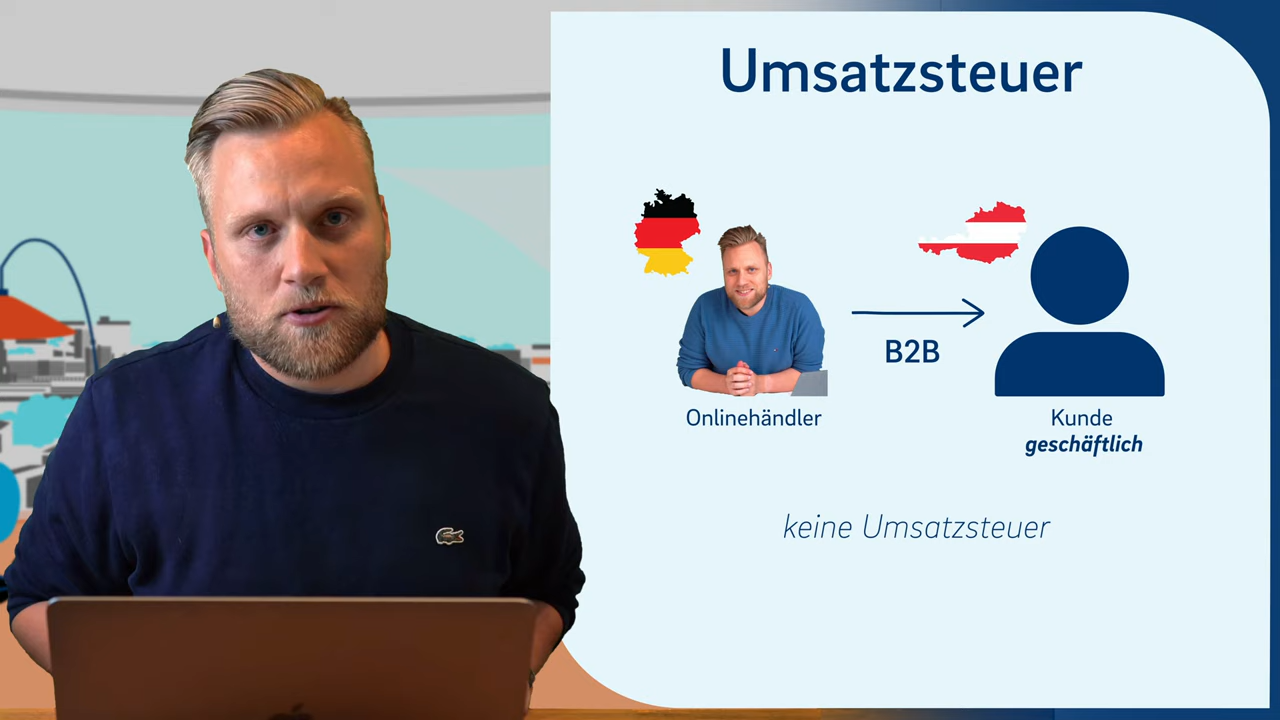 Umsatzsteuer
B2B
Onlinehändler
Kunde
geschäftlich
keine Umsatzsteuer